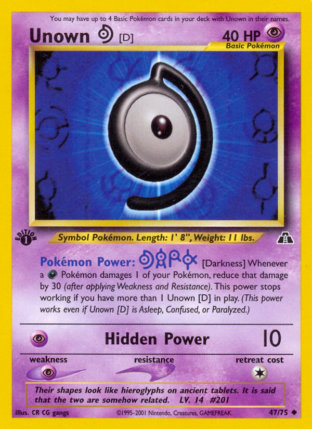 You may have up to 4 Basic Pokémon cards in your deck with Unown in their names.
Unown [D] 40 HP
Basic Pokémon
EDITION
1
Symbol Pokémon. Length: 1' 8", Weight: 11 lbs.
Pokémon Power: [Darkness] Whenever
a Pokémon damages 1 of your Pokémon, reduce that damage
by 30 (after applying Weakness and Resistance). This power stops
working if you have more than 1 Unown [D] in play. (This power
works even if Unown [D] is Asleep, Confused, or Paralyzed.)
Hidden Power 10
weakness resistance retreat cost
Their shapes look like hieroglyphs on ancient tablets. It is said
that the two are somehow related. LV. 14 #201
Illus. CR CG gangs ©1995-2001 Nintendo, Creatures, GAMEFREAK. 47/75